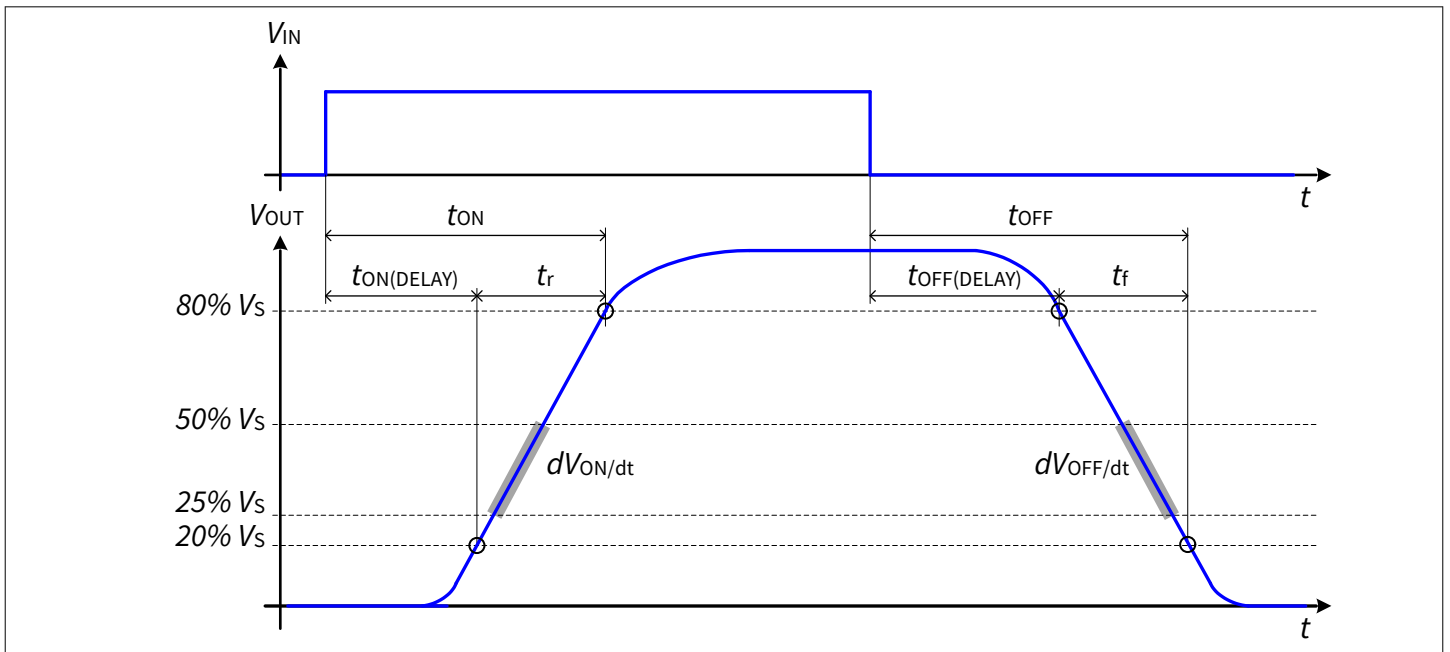 VIN
t
VOUT
tON
tOFF
tON(DELAY)
tr
tOFF(DELAY)
tf
80% VS
50% VS
dVON/dt
dVOFF/dt
25% VS
20% VS
t